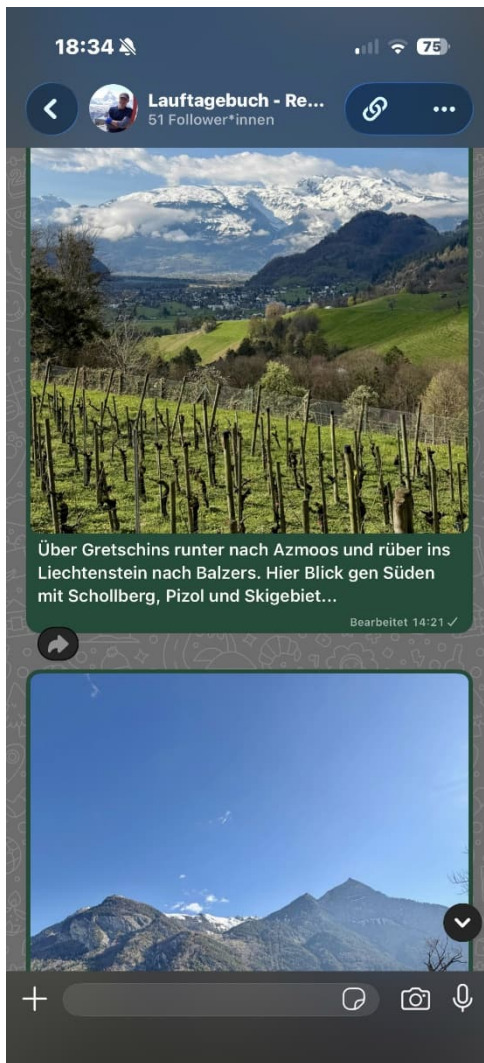 18:34
75
Lauftagebuch - Re...
51 Follower*innen
Über Gretschins runter nach Azmoos und rüber ins
Liechtenstein nach Balzers. Hier Blick gen Süden
mit Schollberg, Pizol und Skigebiet...
Bearbeitet 14:21